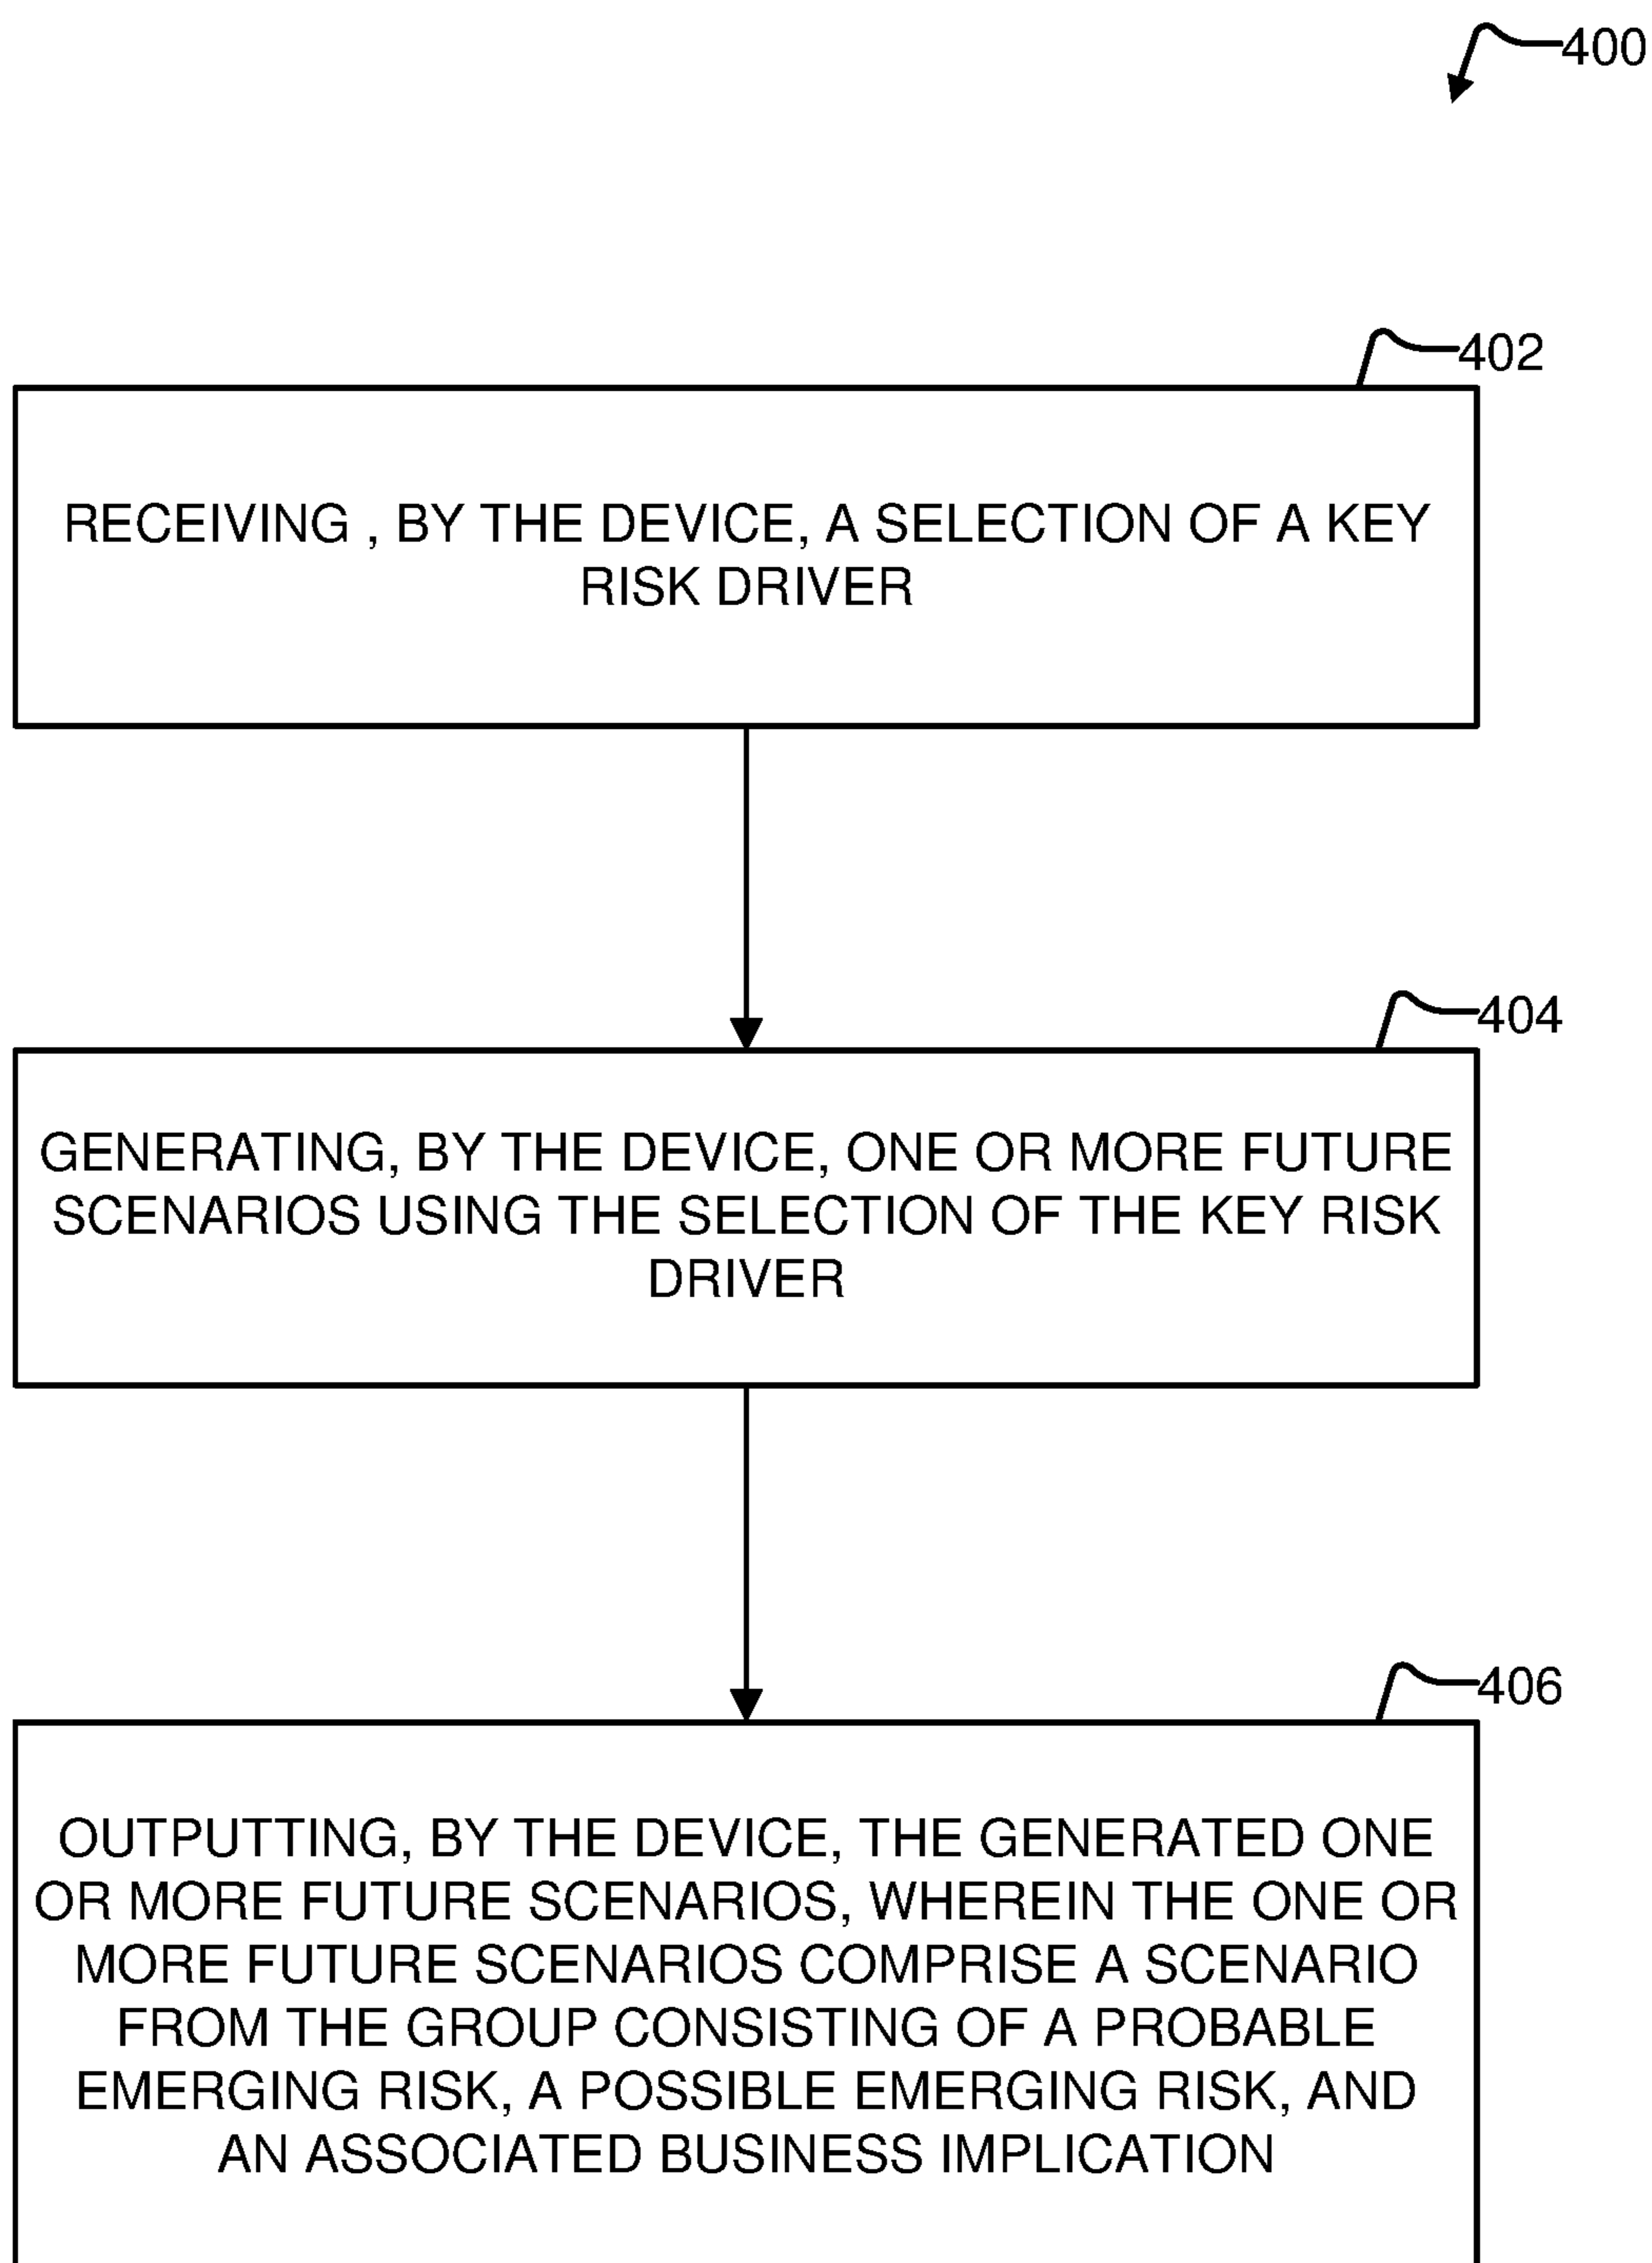 400
402
RECEIVING , BY THE DEVICE, A SELECTION OF A KEY
RISK DRIVER
404
GENERATING, BY THE DEVICE, ONE OR MORE FUTURE
SCENARIOS USING THE SELECTION OF THE KEY RISK
DRIVER
406
OUTPUTTING, BY THE DEVICE, THE GENERATED ONE
OR MORE FUTURE SCENARIOS, WHEREIN THE ONE OR
MORE FUTURE SCENARIOS COMPRISE A SCENARIO
FROM THE GROUP CONSISTING OF A PROBABLE
EMERGING RISK, A POSSIBLE EMERGING RISK, AND
AN ASSOCIATED BUSINESS IMPLICATION